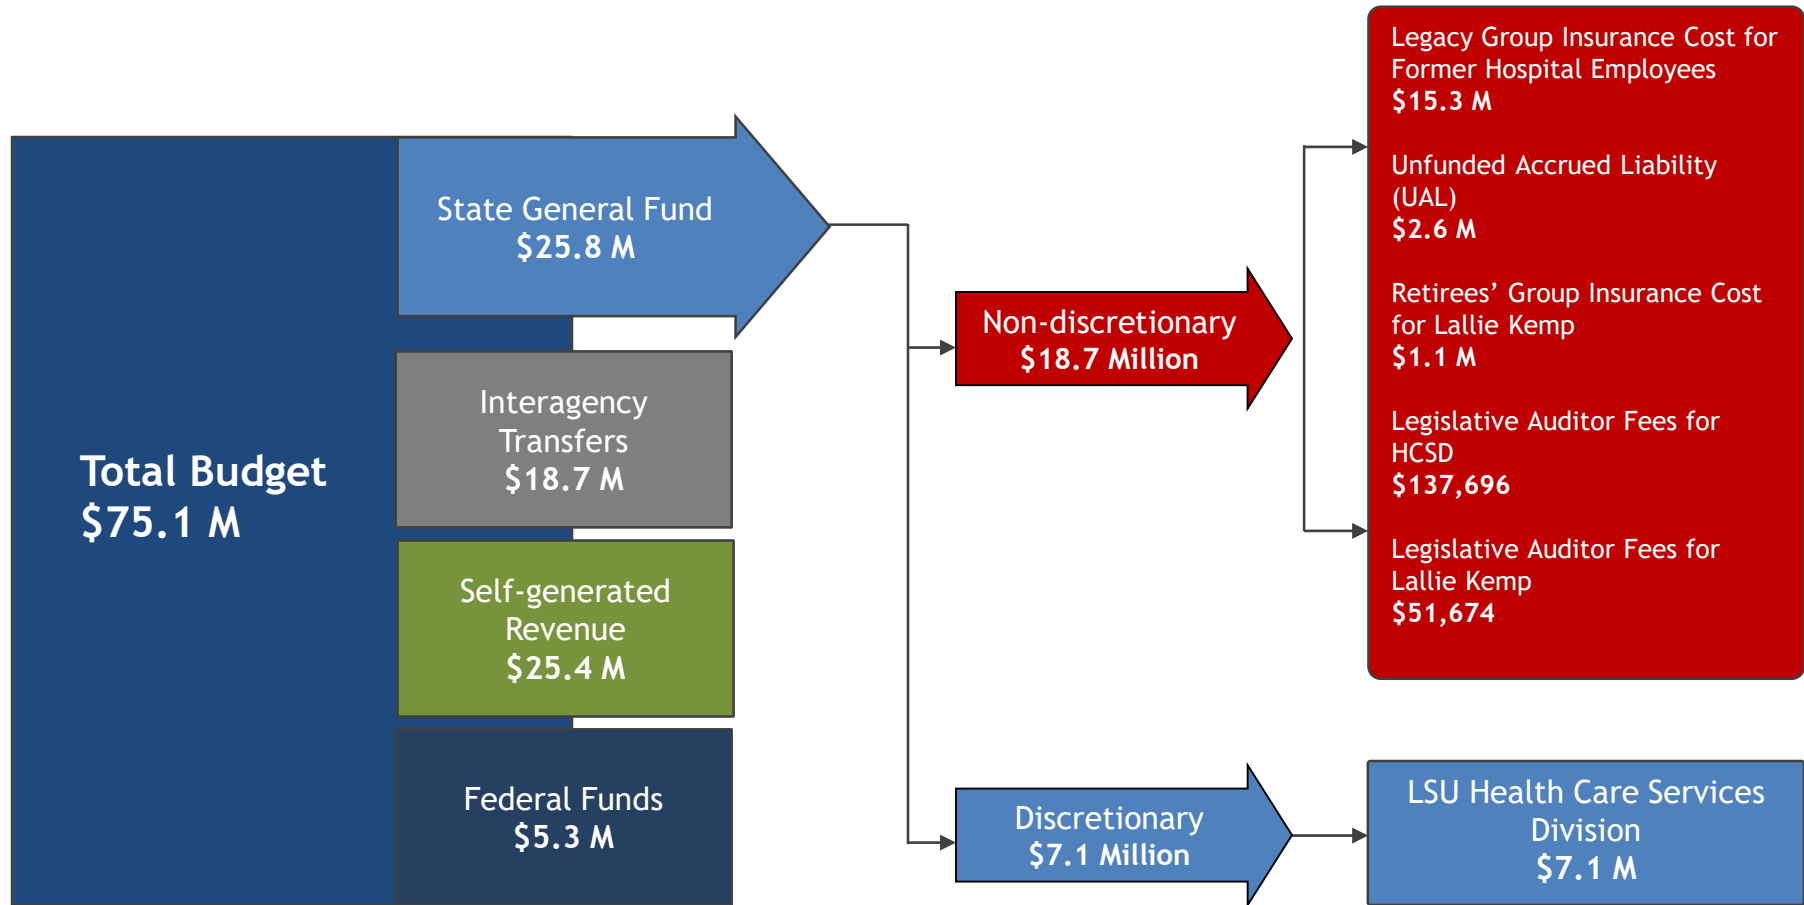 Total Budget
$75.1 M
State General Fund
$25.8 M
Interagency
Transfers
$18.7 M
Self-generated
Revenue
$25.4 M
Federal Funds
$5.3 M
Non-discretionary
$18.7 Million
Discretionary
$7.1 Million
Legacy Group Insurance Cost for
Former Hospital Employees
$15.3 M
Unfunded Accrued Liability
(UAL)
$2.6 M
Retirees’ Group Insurance Cost
for Lallie Kemp
$1.1 M
Legislative Auditor Fees for
HCSD
$137,696
Legislative Auditor Fees for
Lallie Kemp
$51,674
LSU Health Care Services
Division
$7.1 M